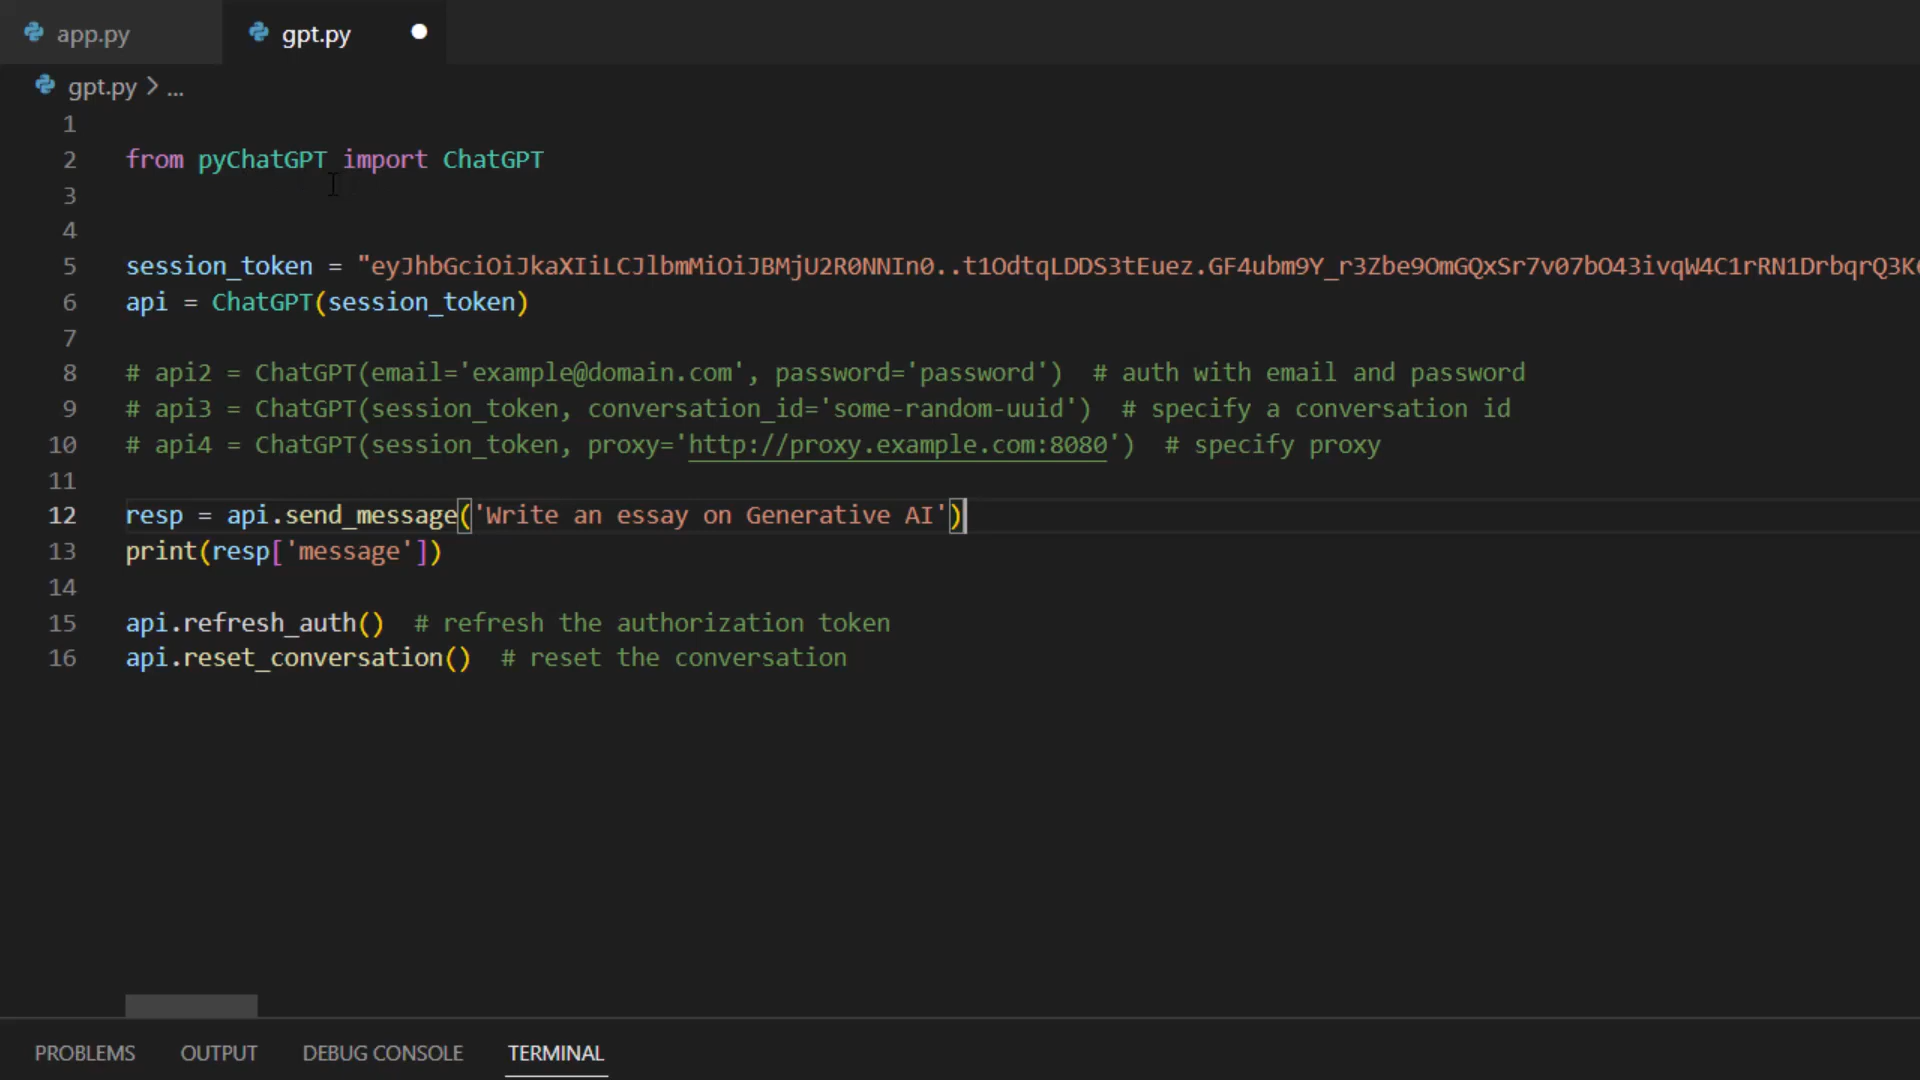 app.py
gpt.py
gpt.py > ...
1
2 from pyChatGPT import ChatGPT
3
4
5 session_token = "eyJhbGciOiJkaXIiLCJlbmMiOiJBMjU2R0NNIn0..t1OdtqLDDS3tEuez.GF4ubm9Y_r3Zbe9OmGQxSr7v07bO43ivqW4C1rRN1DrbqrQ3K
6 api = ChatGPT(session_token)
7
8 # api2 = ChatGPT(email='example@domain.com', password='password')  # auth with email and password
9 # api3 = ChatGPT(session_token, conversation_id='some-random-uuid')  # specify a conversation id
10 # api4 = ChatGPT(session_token, proxy='http://proxy.example.com:8080')  # specify proxy
11
12 resp = api.send_message('Write an essay on Generative AI')
13 print(resp['message'])
14
15 api.refresh_auth()  # refresh the authorization token
16 api.reset_conversation()  # reset the conversation
PROBLEMS OUTPUT DEBUG CONSOLE TERMINAL